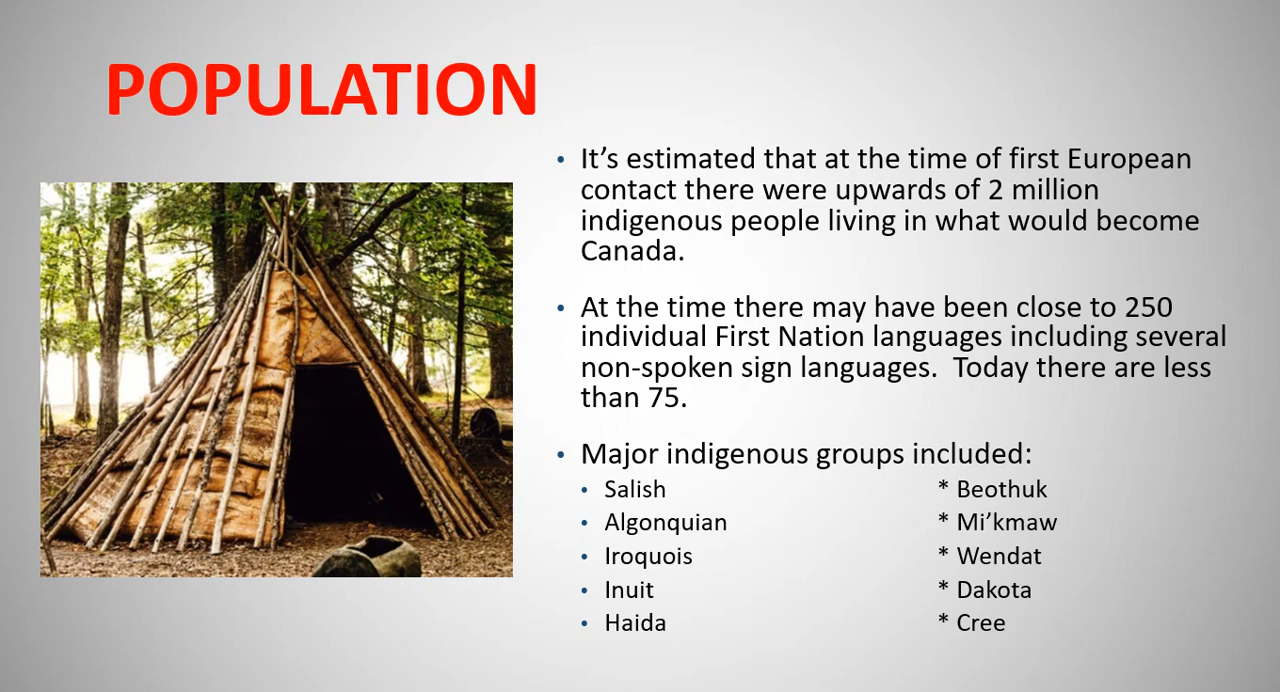 POPULATION
• It’s estimated that at the time of first European
contact there were upwards of 2 million
indigenous people living in what would become
Canada.
• At the time there may have been close to 250
individual First Nation languages including several
non-spoken sign languages.  Today there are less
than 75.
• Major indigenous groups included:
• Salish * Beothuk
• Algonquian * Mi’kmaw
• Iroquois * Wendat
• Inuit * Dakota
• Haida * Cree